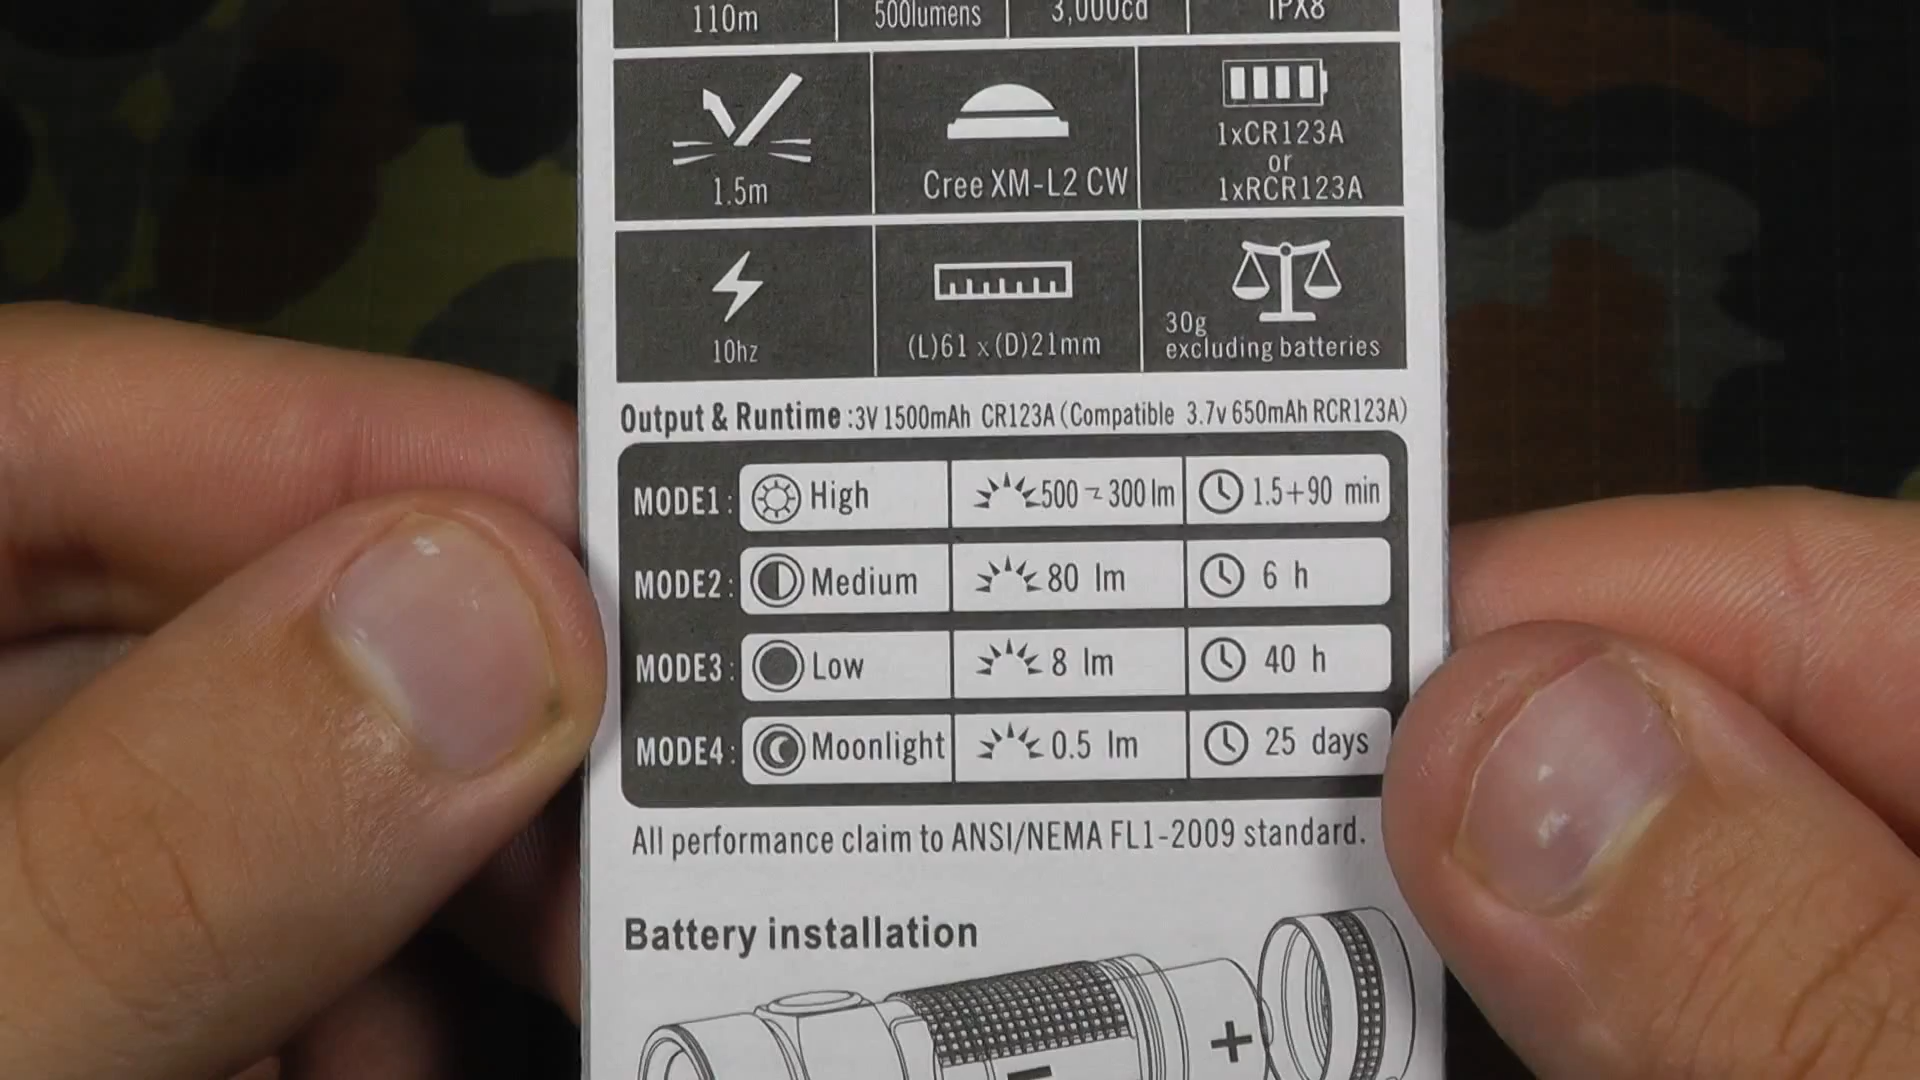 110m 500lumens 3,000cd IPX8
1.5m Cree XM-L2 CW 1xCR123A
or
1xRCR123A
10hz (L)61 x (D)21mm 30g
excluding batteries
Output & Runtime :3V 1500mAh CR123A (Compatible 3.7v 650mAh RCR123A)
MODE1: High 500 ~ 300 lm 1.5+90 min
MODE2: Medium 80 lm 6 h
MODE3: Low 8 lm 40 h
MODE4: Moonlight 0.5 lm 25 days
All performance claim to ANSI/NEMA FL1-2009 standard.
Battery installation
+
-